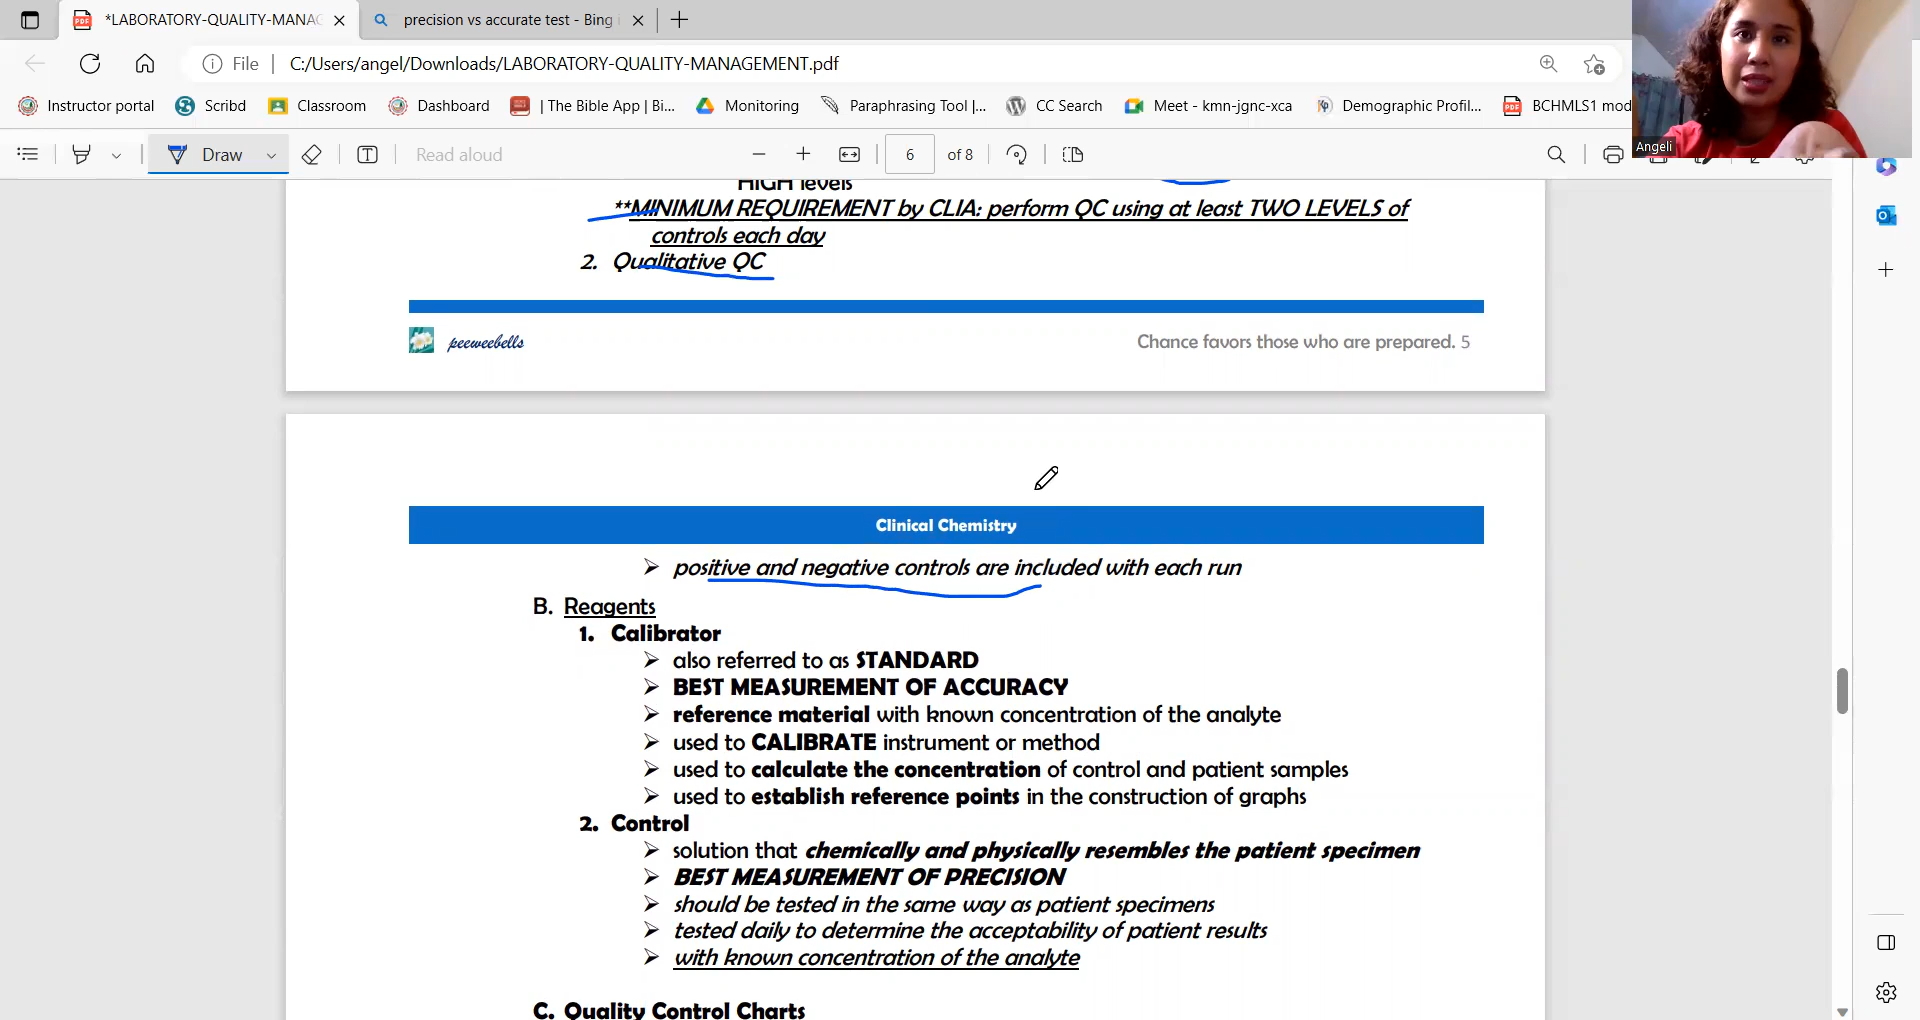 *LABORATORY-QUALITY-MANA
precision vs accurate test - Bing
File
C:/Users/angel/Downloads/LABORATORY-QUALITY-MANAGEMENT.pdf
Instructor portal
Scribd
Classroom
Dashboard
| The Bible App | Bi...
Monitoring
Paraphrasing Tool |...
CC Search
Meet - kmn-jgnc-xca
Demographic Profil...
BCHMLS1 mod
Draw
Read aloud
6 of 8
Angeli
HIGH levels
**MINIMUM REQUIREMENT by CLIA: perform QC using at least TWO LEVELS of
controls each day
2. Qualitative QC
peeweebells
Chance favors those who are prepared. 5
Clinical Chemistry
➢ positive and negative controls are included with each run
B. Reagents
1. Calibrator
➢ also referred to as STANDARD
➢ BEST MEASUREMENT OF ACCURACY
➢ reference material with known concentration of the analyte
➢ used to CALIBRATE instrument or method
➢ used to calculate the concentration of control and patient samples
➢ used to establish reference points in the construction of graphs
2. Control
➢ solution that chemically and physically resembles the patient specimen
➢ BEST MEASUREMENT OF PRECISION
➢ should be tested in the same way as patient specimens
➢ tested daily to determine the acceptability of patient results
➢ with known concentration of the analyte
C. Quality Control Charts